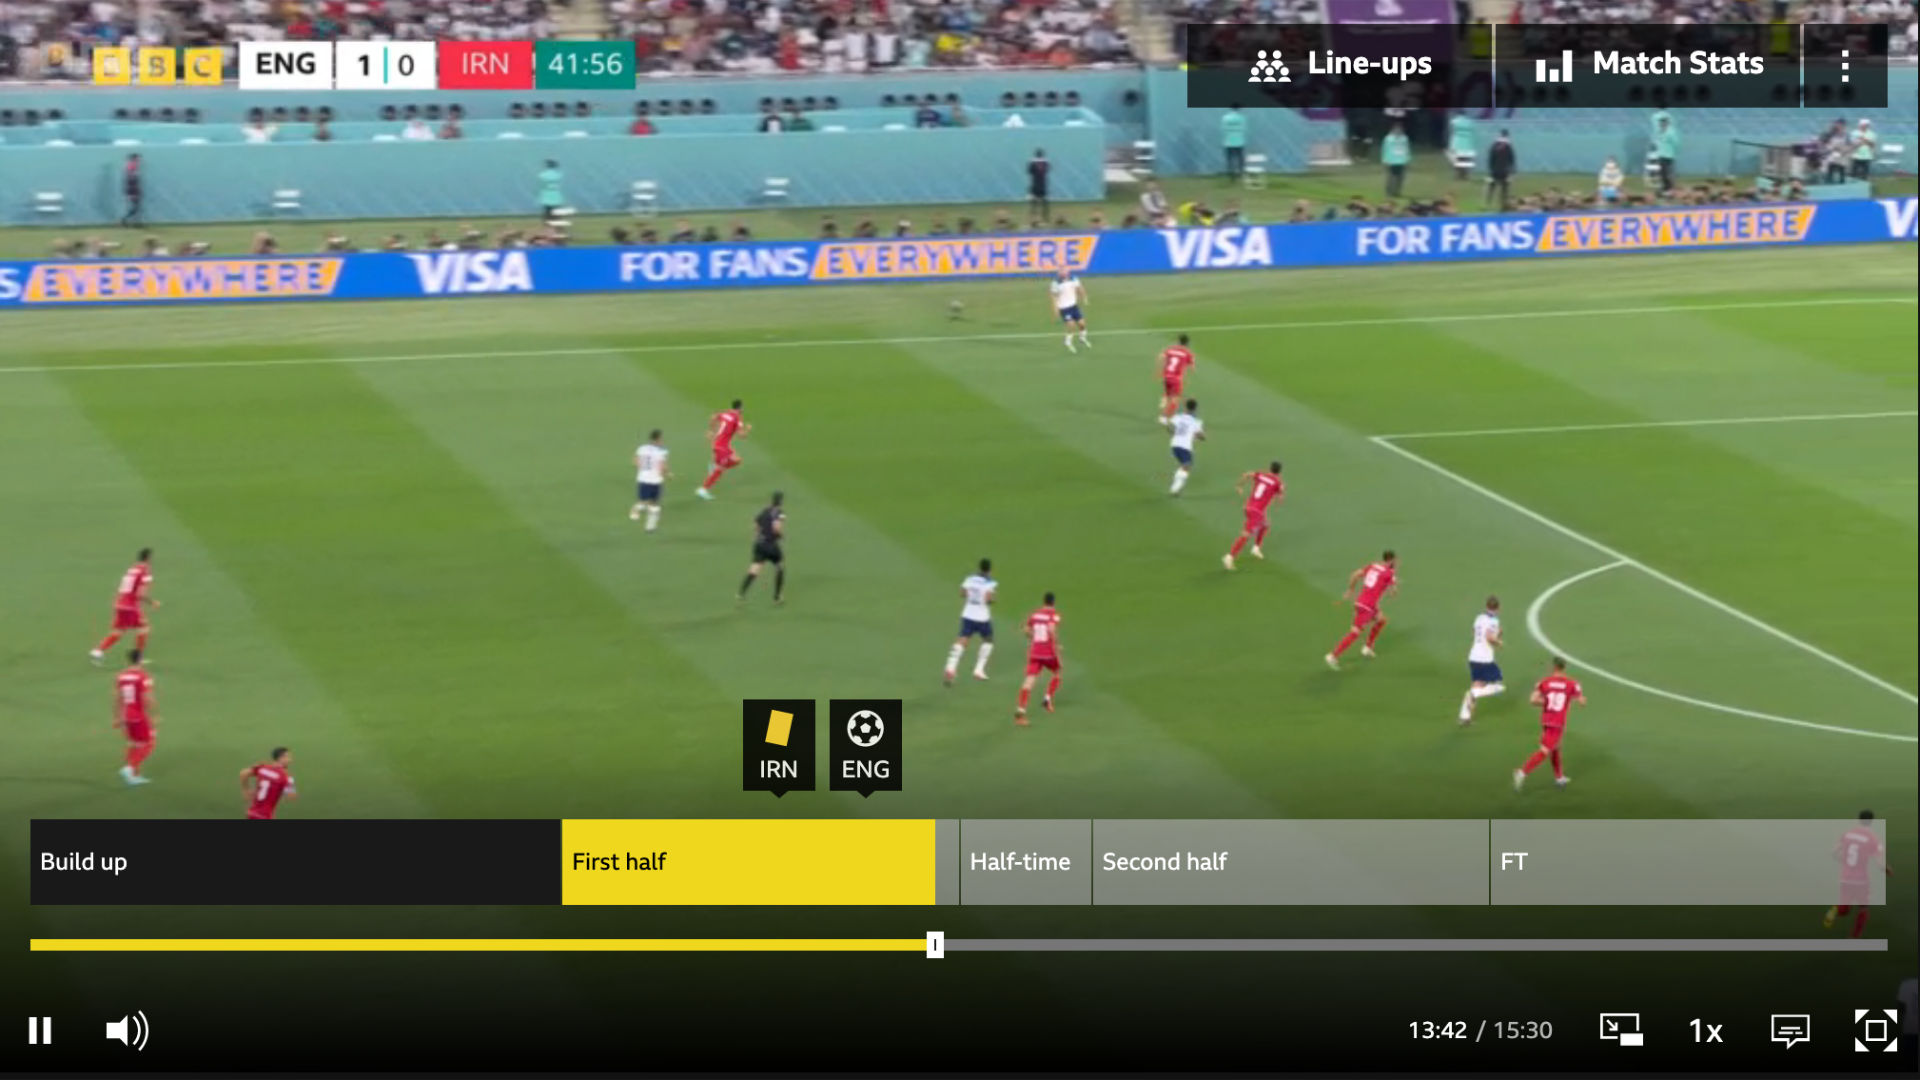 BBC ENG 1 0 IRN 41:56
Line-ups Match Stats
S EVERYWHERE VISA FOR FANS EVERYWHERE VISA FOR FANS EVERYWHERE V
IRN ENG
Build up First half Half-time Second half FT
13:42 / 15:30 1x